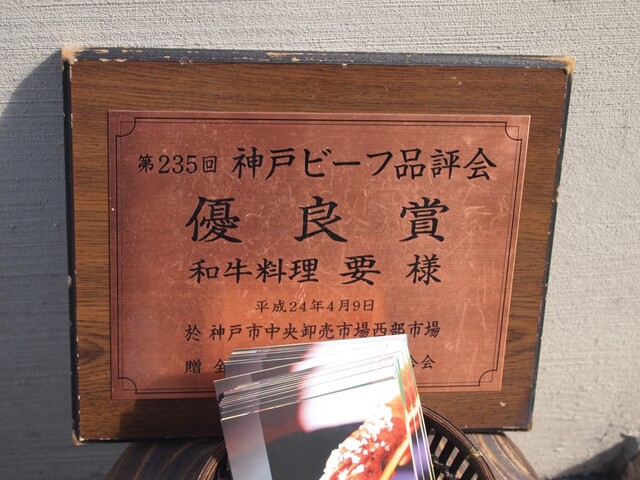 第235回 神戸ビーフ品評会
優良賞
和牛料理 要 様
平成24年4月9日
於 神戸市中央卸売市場西部市場
贈 全 会